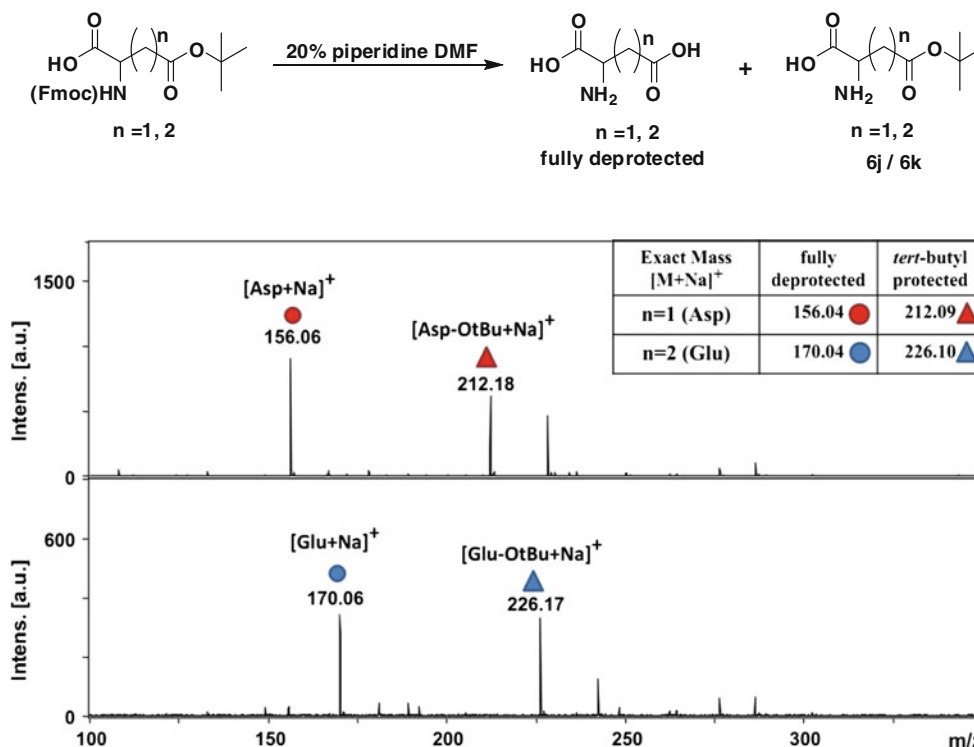 O
n
HO
O
(Fmoc)HN
O
n =1, 2
20% piperidine DMF
O
n
OH
HO
NH2
O
n =1, 2
fully deprotected
+
O
n
HO
O
NH2
O
n =1, 2
6j / 6k
Intens. [a.u.]
1500
0
[Asp+Na]+
156.06
[Asp-OtBu+Na]+
212.18
Exact Mass [M+Na]+
fully deprotected
tert-butyl protected
n=1 (Asp)
156.04
212.09
n=2 (Glu)
170.04
226.10
Intens. [a.u.]
600
0
[Glu+Na]+
170.06
[Glu-OtBu+Na]+
226.17
100
150
200
250
300